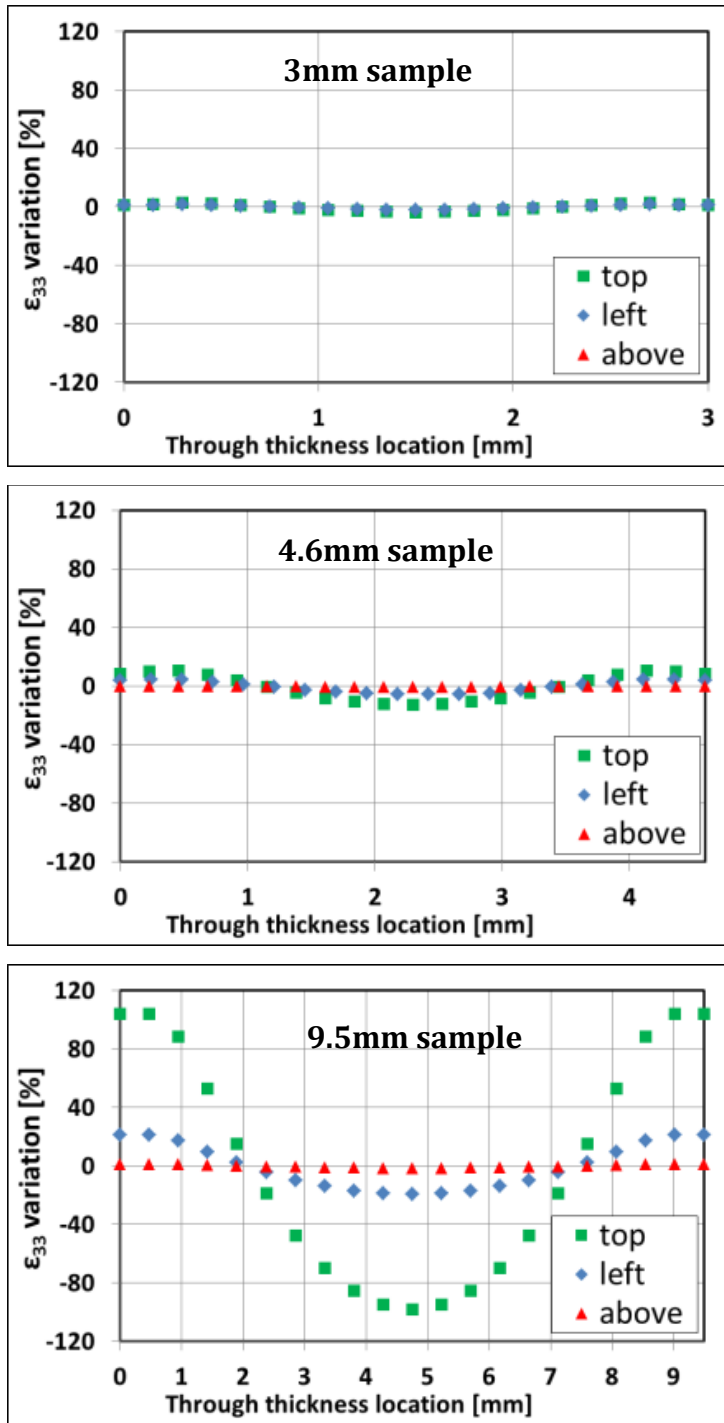 120
80
40
0
-40
-80
-120
ε33 variation [%]
3mm sample
top
left
above
0 1 2 3
Through thickness location [mm]
120
80
40
0
-40
-80
-120
ε33 variation [%]
4.6mm sample
top
left
above
0 1 2 3 4
Through thickness location [mm]
120
80
40
0
-40
-80
-120
ε33 variation [%]
9.5mm sample
top
left
above
0 1 2 3 4 5 6 7 8 9
Through thickness location [mm]